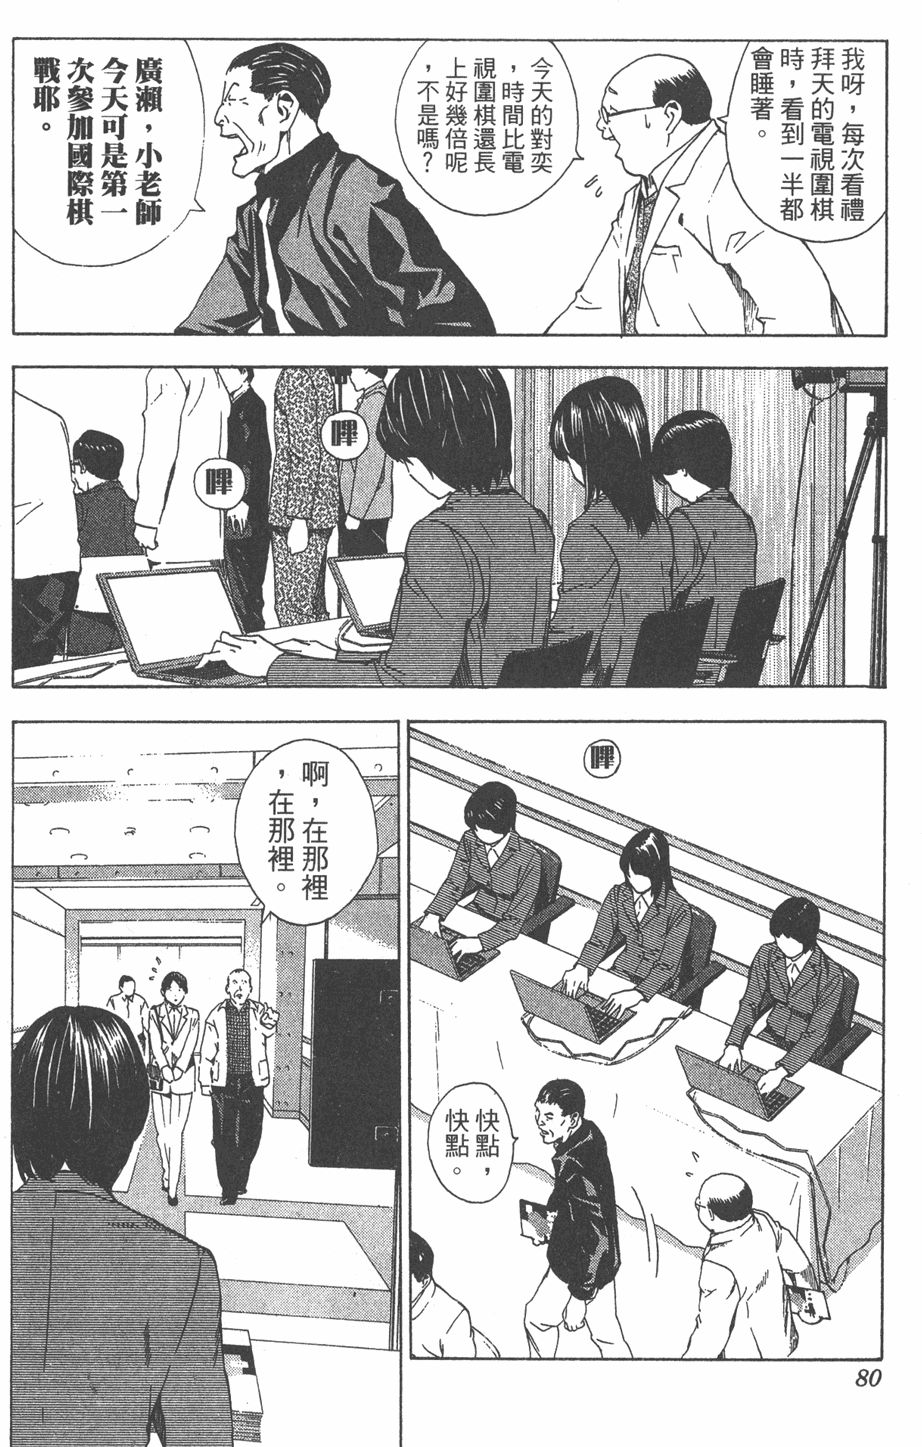 我呀，每次看禮
拜天的電視圍棋
時，看到一半都
會睡著。
今天的對奕
，時間比電
視圍棋還長
上好幾倍呢
，不是嗎？
廣瀨，小老師
今天可是第一
次參加國際棋
戰耶。
嗶
嗶
嗶
快點，
快點。
啊，在那裡
，在那裡。
80